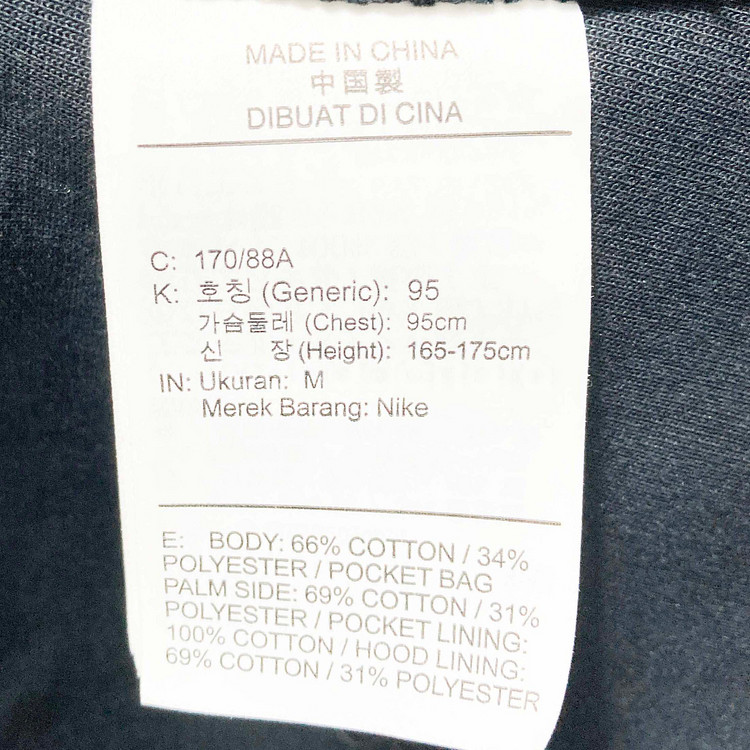 MADE IN CHINA
中国製
DIBUAT DI CINA
C: 170/88A
K: 호칭 (Generic): 95
가슴둘레 (Chest): 95cm
신 장 (Height): 165-175cm
IN: Ukuran: M
Merek Barang: Nike
E: BODY: 66% COTTON / 34%
POLYESTER / POCKET BAG
PALM SIDE: 69% COTTON / 31%
POLYESTER / POCKET LINING:
100% COTTON / HOOD LINING:
69% COTTON / 31% POLYESTER